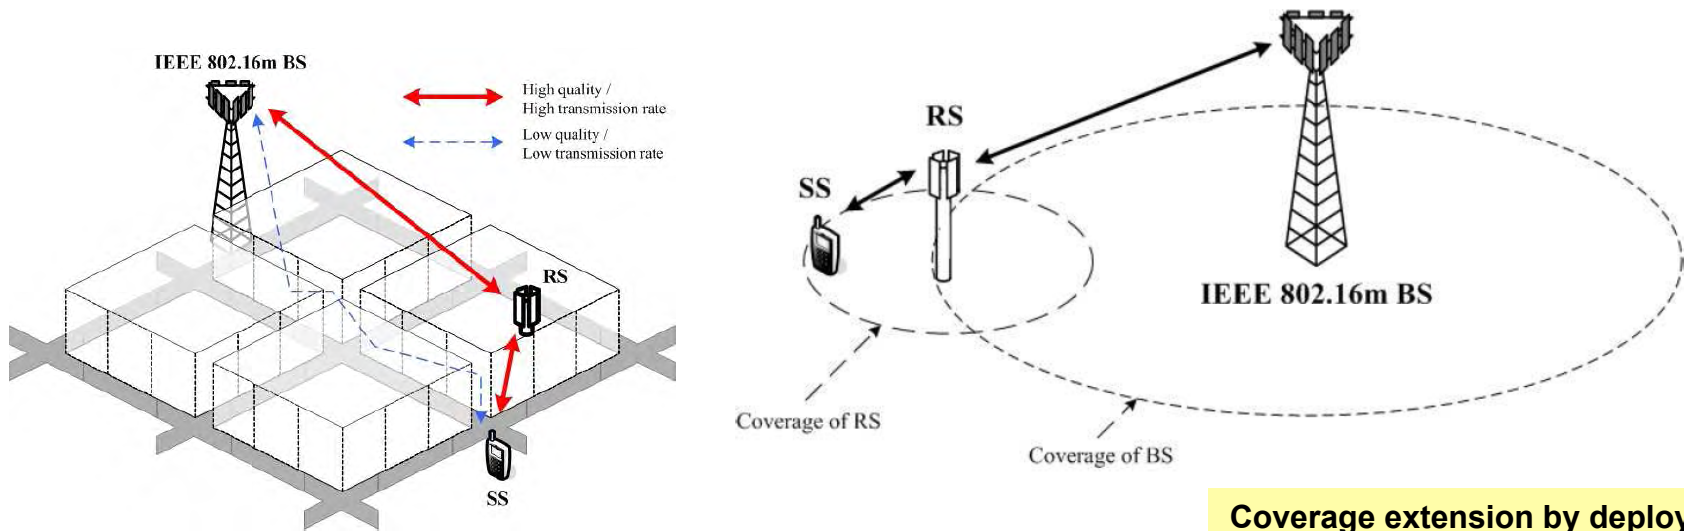 IEEE 802.16m BS
High quality /
High transmission rate
Low quality /
Low transmission rate
RS
SS
RS
SS
IEEE 802.16m BS
Coverage of RS
Coverage of BS
Coverage extension by deploy